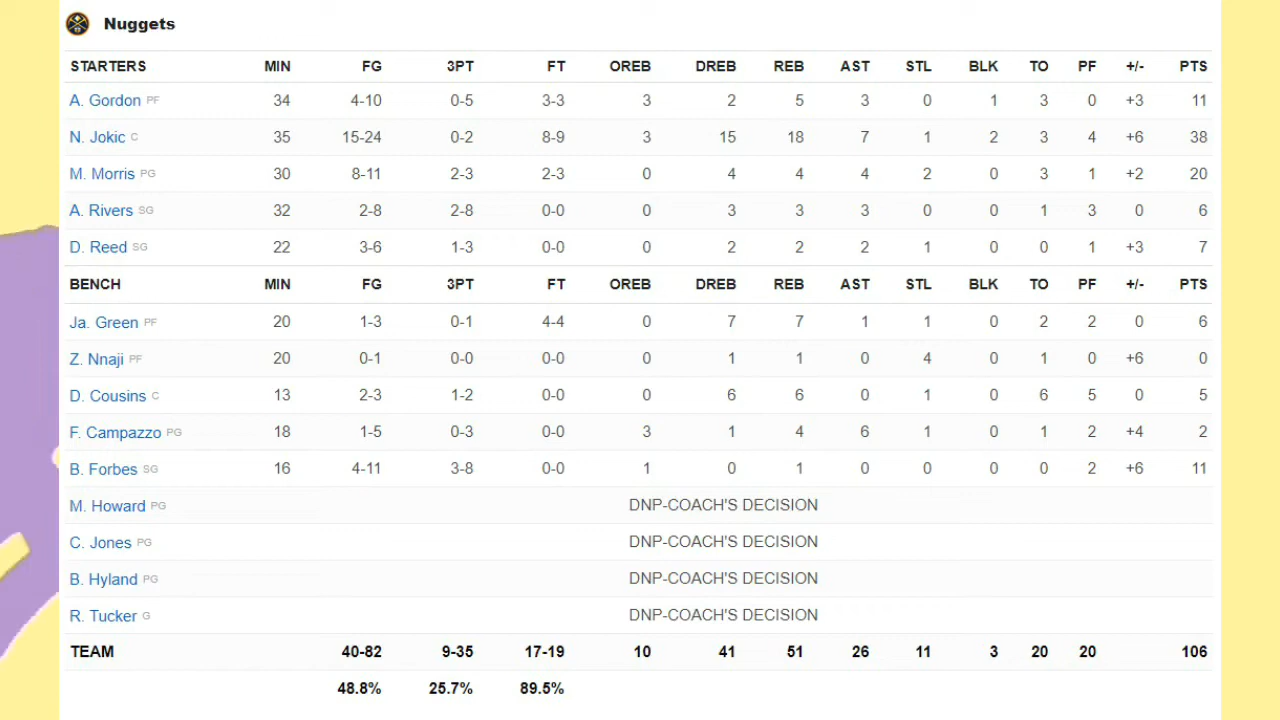 Nuggets
STARTERS MIN FG 3PT FT OREB DREB REB AST STL BLK TO PF +/- PTS
A. Gordon PF 34 4-10 0-5 3-3 3 2 5 3 0 1 3 0 +3 11
N. Jokic C 35 15-24 0-2 8-9 3 15 18 7 1 2 3 4 +6 38
M. Morris PG 30 8-11 2-3 2-3 0 4 4 4 2 0 3 1 +2 20
A. Rivers SG 32 2-8 2-8 0-0 0 3 3 3 0 0 1 3 0 6
D. Reed SG 22 3-6 1-3 0-0 0 2 2 2 1 0 0 1 +3 7
BENCH MIN FG 3PT FT OREB DREB REB AST STL BLK TO PF +/- PTS
Ja. Green PF 20 1-3 0-1 4-4 0 7 7 1 1 0 2 2 0 6
Z. Nnaji PF 20 0-1 0-0 0-0 0 1 1 0 4 0 1 0 +6 0
D. Cousins C 13 2-3 1-2 0-0 0 6 6 0 1 0 6 5 0 5
F. Campazzo PG 18 1-5 0-3 0-0 3 1 4 6 1 0 1 2 +4 2
B. Forbes SG 16 4-11 3-8 0-0 1 0 1 0 0 0 0 2 +6 11
M. Howard PG DNP-COACH'S DECISION
C. Jones PG DNP-COACH'S DECISION
B. Hyland PG DNP-COACH'S DECISION
R. Tucker G DNP-COACH'S DECISION
TEAM 40-82 9-35 17-19 10 41 51 26 11 3 20 20 106
48.8% 25.7% 89.5%